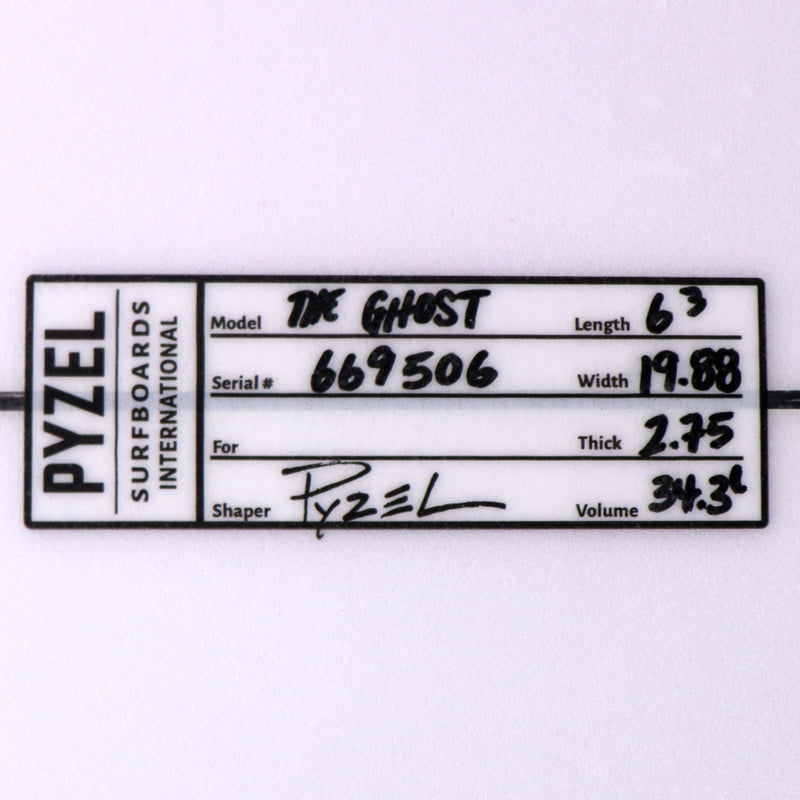 PYZEL
SURFBOARDS
INTERNATIONAL
Model THE GHOST Length 6 3
Serial # 669506 Width 19.88
For Thick 2.75
Shaper PYZEL Volume 34.3L